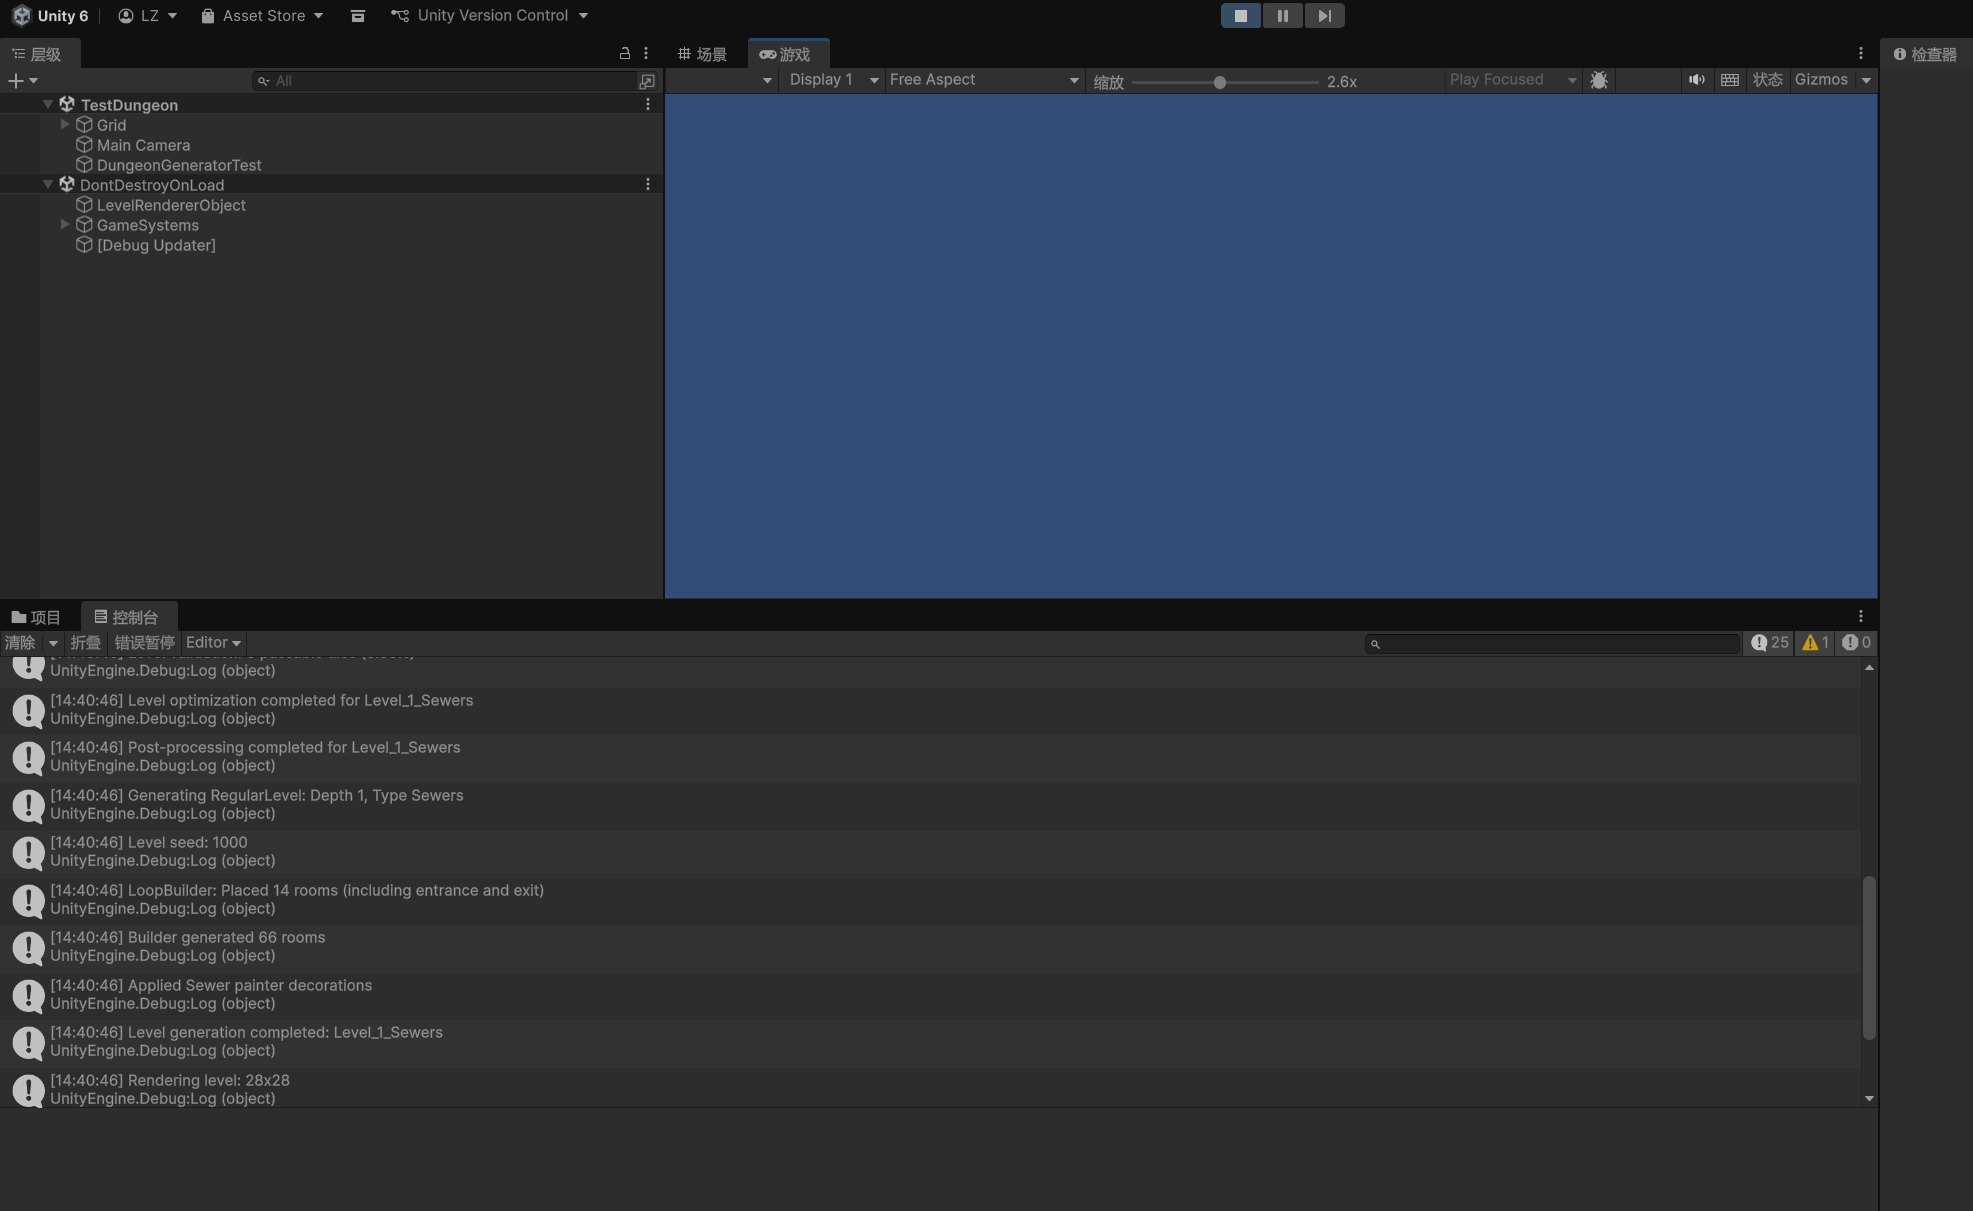 Unity 6
LZ
Asset Store
Unity Version Control
层级
场景
游戏
检查器
All
Display 1
Free Aspect
缩放
2.6x
Play Focused
状态
Gizmos
TestDungeon
Grid
Main Camera
DungeonGeneratorTest
DontDestroyOnLoad
LevelRendererObject
GameSystems
[Debug Updater]
项目
控制台
清除
折叠
错误暂停
Editor
25
1
0
UnityEngine.Debug:Log (object)
[14:40:46] Level optimization completed for Level_1_Sewers
UnityEngine.Debug:Log (object)
[14:40:46] Post-processing completed for Level_1_Sewers
UnityEngine.Debug:Log (object)
[14:40:46] Generating RegularLevel: Depth 1, Type Sewers
UnityEngine.Debug:Log (object)
[14:40:46] Level seed: 1000
UnityEngine.Debug:Log (object)
[14:40:46] LoopBuilder: Placed 14 rooms (including entrance and exit)
UnityEngine.Debug:Log (object)
[14:40:46] Builder generated 66 rooms
UnityEngine.Debug:Log (object)
[14:40:46] Applied Sewer painter decorations
UnityEngine.Debug:Log (object)
[14:40:46] Level generation completed: Level_1_Sewers
UnityEngine.Debug:Log (object)
[14:40:46] Rendering level: 28x28
UnityEngine.Debug:Log (object)